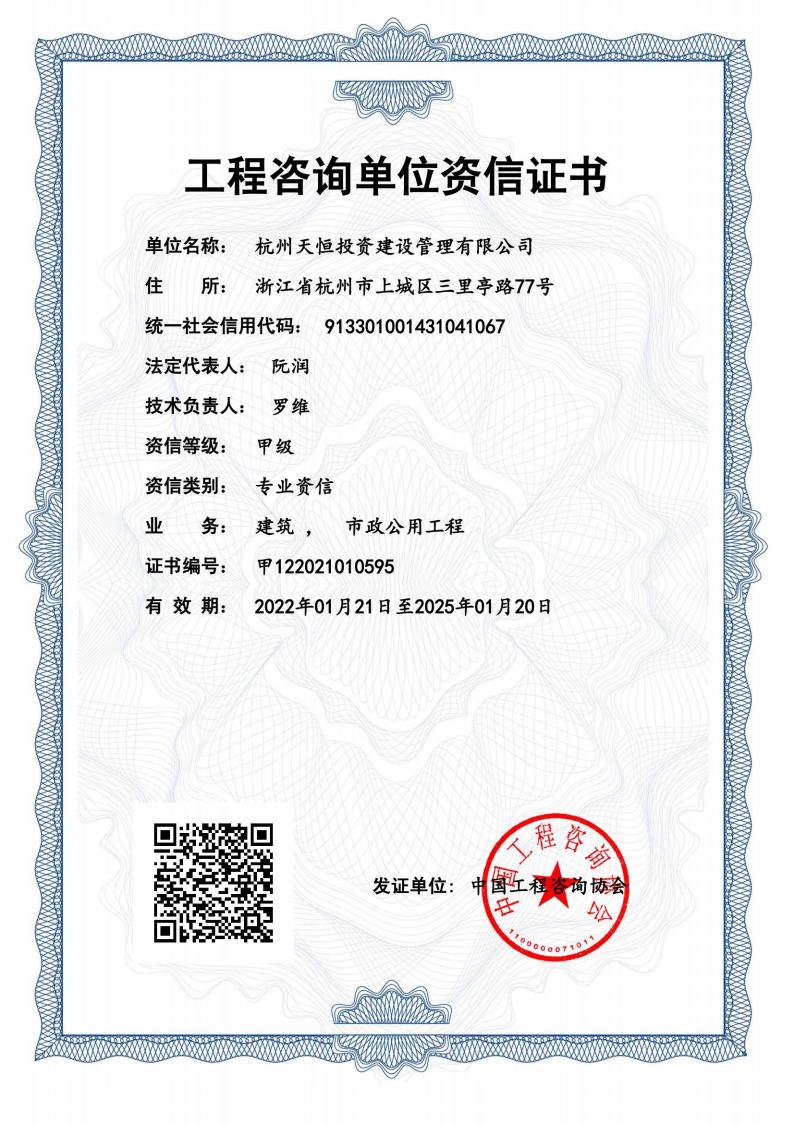 工程咨询单位资信证书
单位名称： 杭州天恒投资建设管理有限公司
住　　所： 浙江省杭州市上城区三里亭路77号
统一社会信用代码： 913301001431041067
法定代表人： 阮润
技术负责人： 罗维
资信等级： 甲级
资信类别： 专业资信
业　　务： 建筑 ， 市政公用工程
证书编号： 甲122021010595
有 效 期： 2022年01月21日至2025年01月20日
发证单位： 中国工程咨询协会
中国工程咨询协会
1100000071011